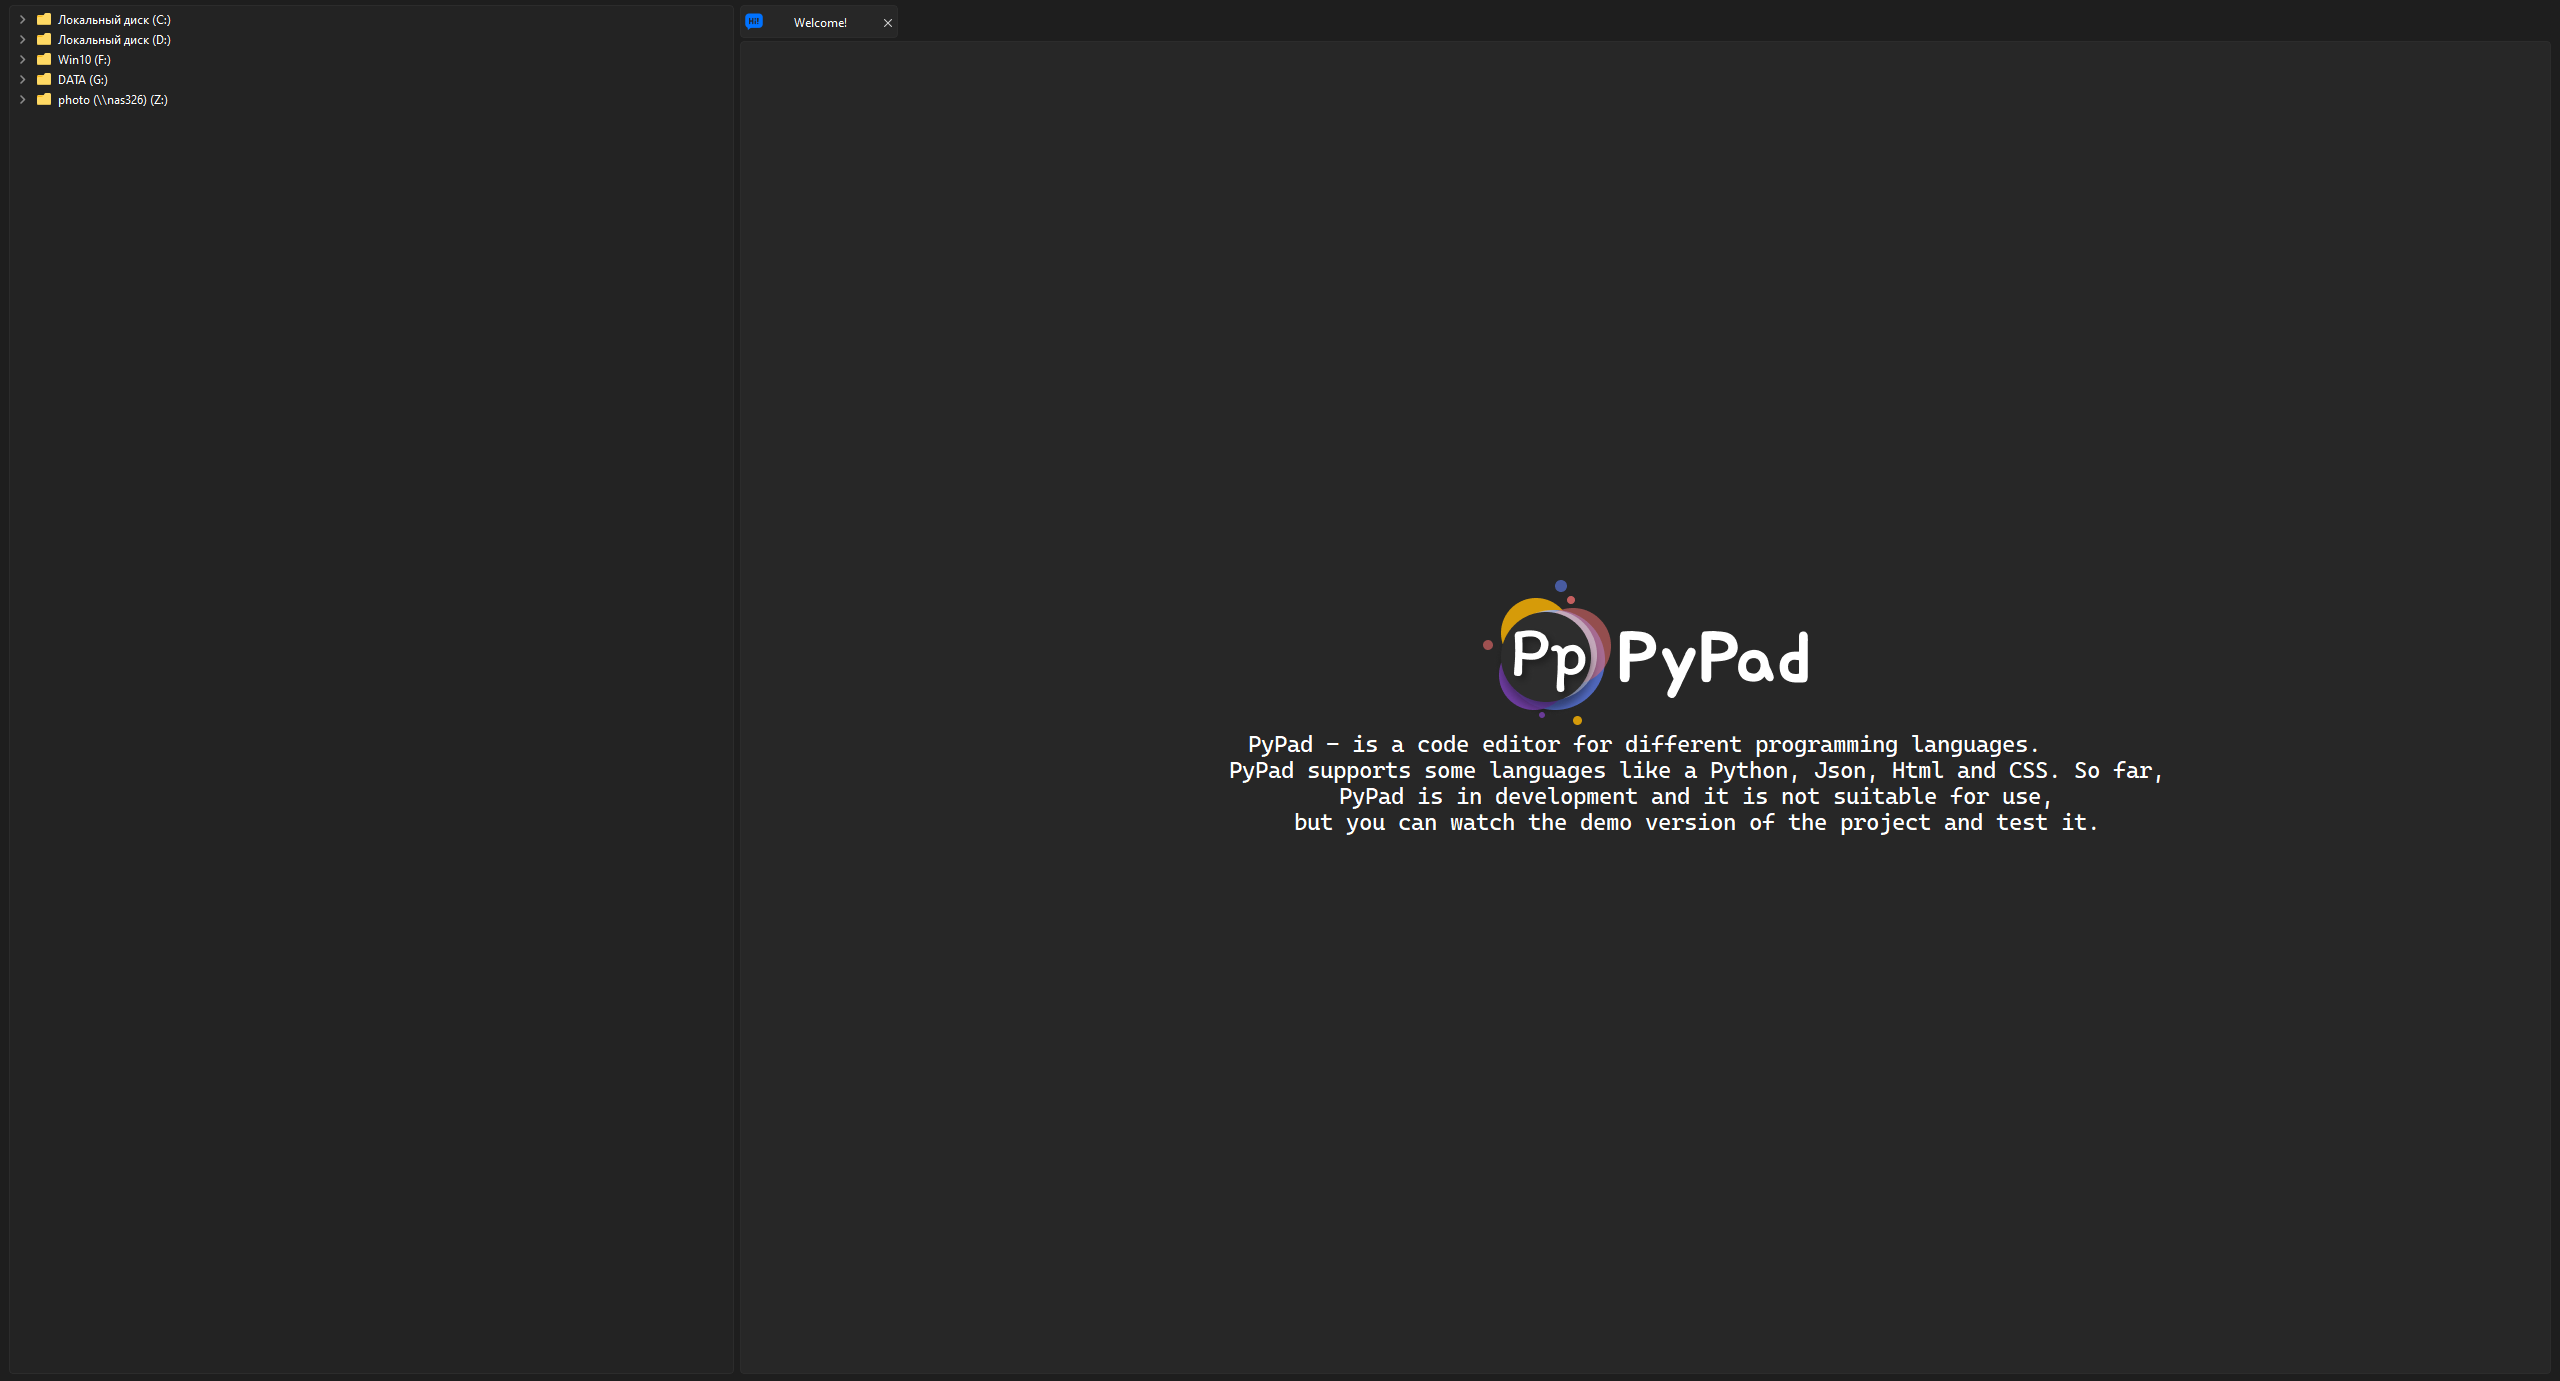 Локальный диск (C:)
Локальный диск (D:)
Win10 (F:)
DATA (G:)
photo (\\nas326) (Z:)
HI!
Welcome!
Pp PyPad
PyPad - is a code editor for different programming languages.
PyPad supports some languages like a Python, Json, Html and CSS. So far,
PyPad is in development and it is not suitable for use,
but you can watch the demo version of the project and test it.